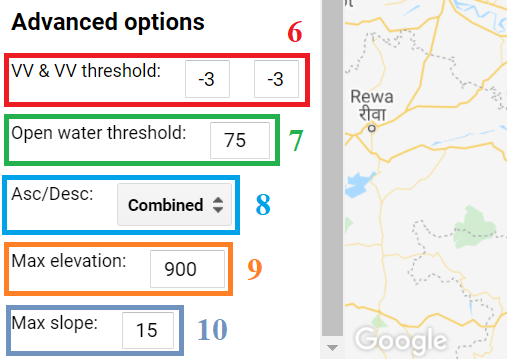 Advanced options
6
VV & VV threshold: -3 -3
Open water threshold: 75 7
Asc/Desc: Combined 8
Max elevation: 900 9
Max slope: 15 10
Rewa
रीवा
Google